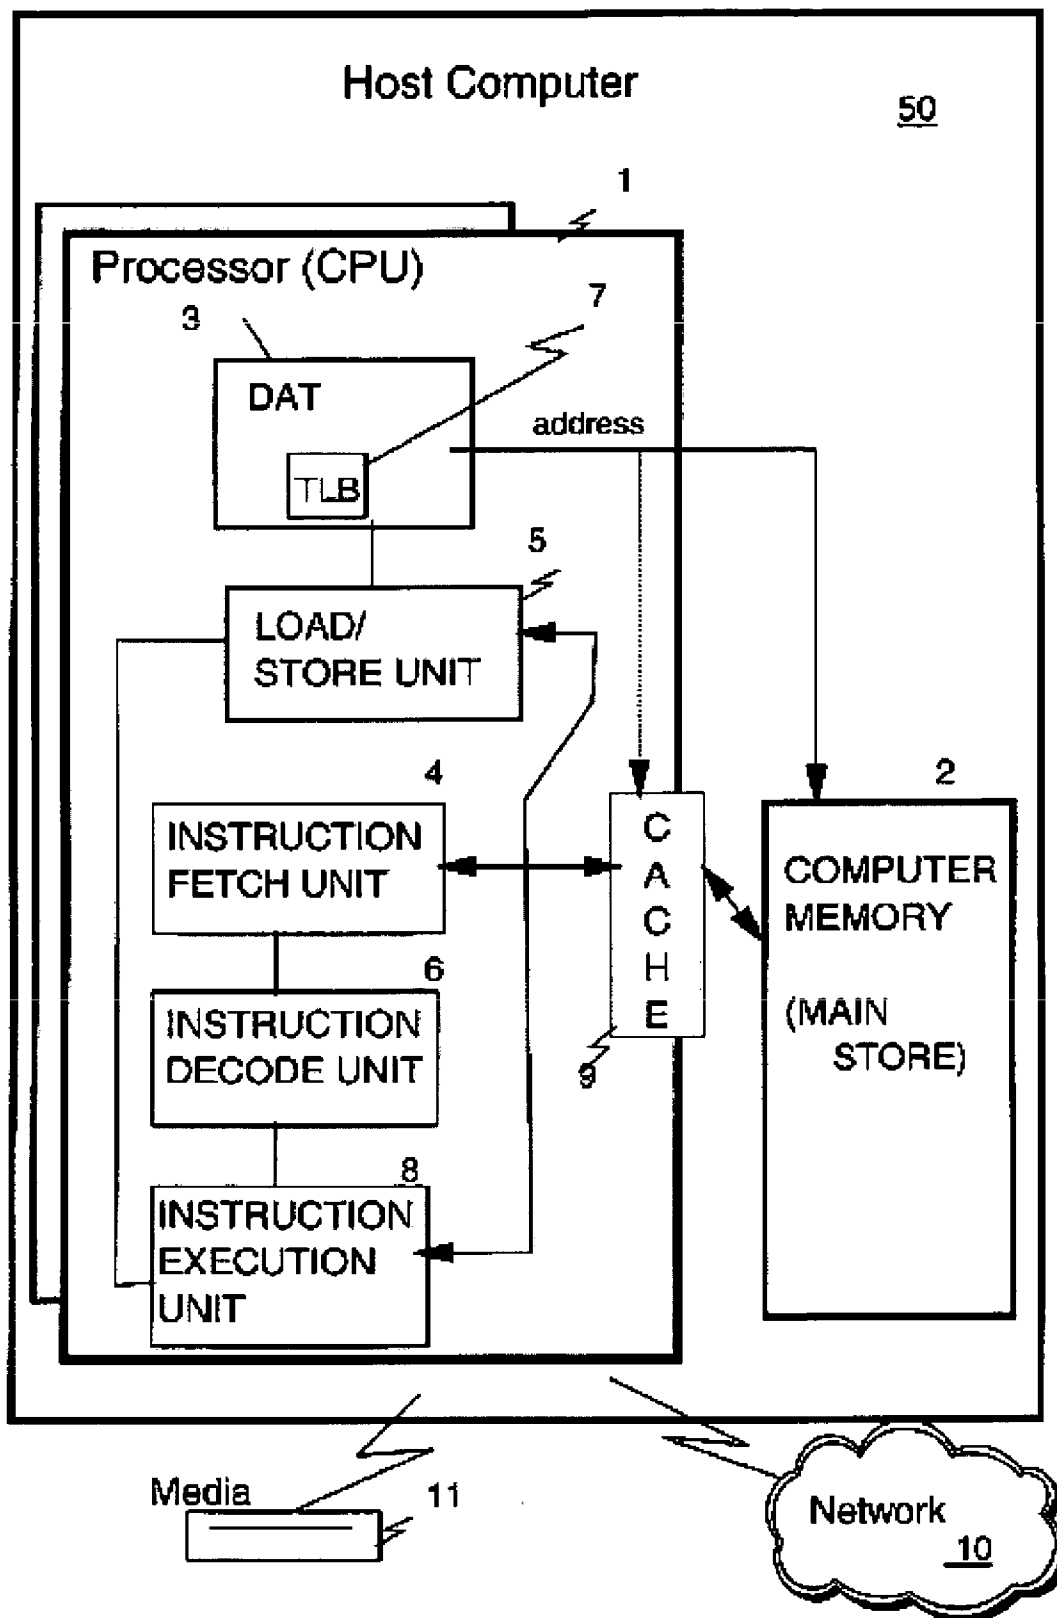 Host Computer
50
1
Processor (CPU)
7
3
DAT
address
TLB
5
LOAD/
STORE UNIT
4
2
INSTRUCTION
FETCH UNIT
C
A
C
H
E
COMPUTER
MEMORY
(MAIN
STORE)
6
INSTRUCTION
DECODE UNIT
9
8
INSTRUCTION
EXECUTION
UNIT
Media
11
Network
10